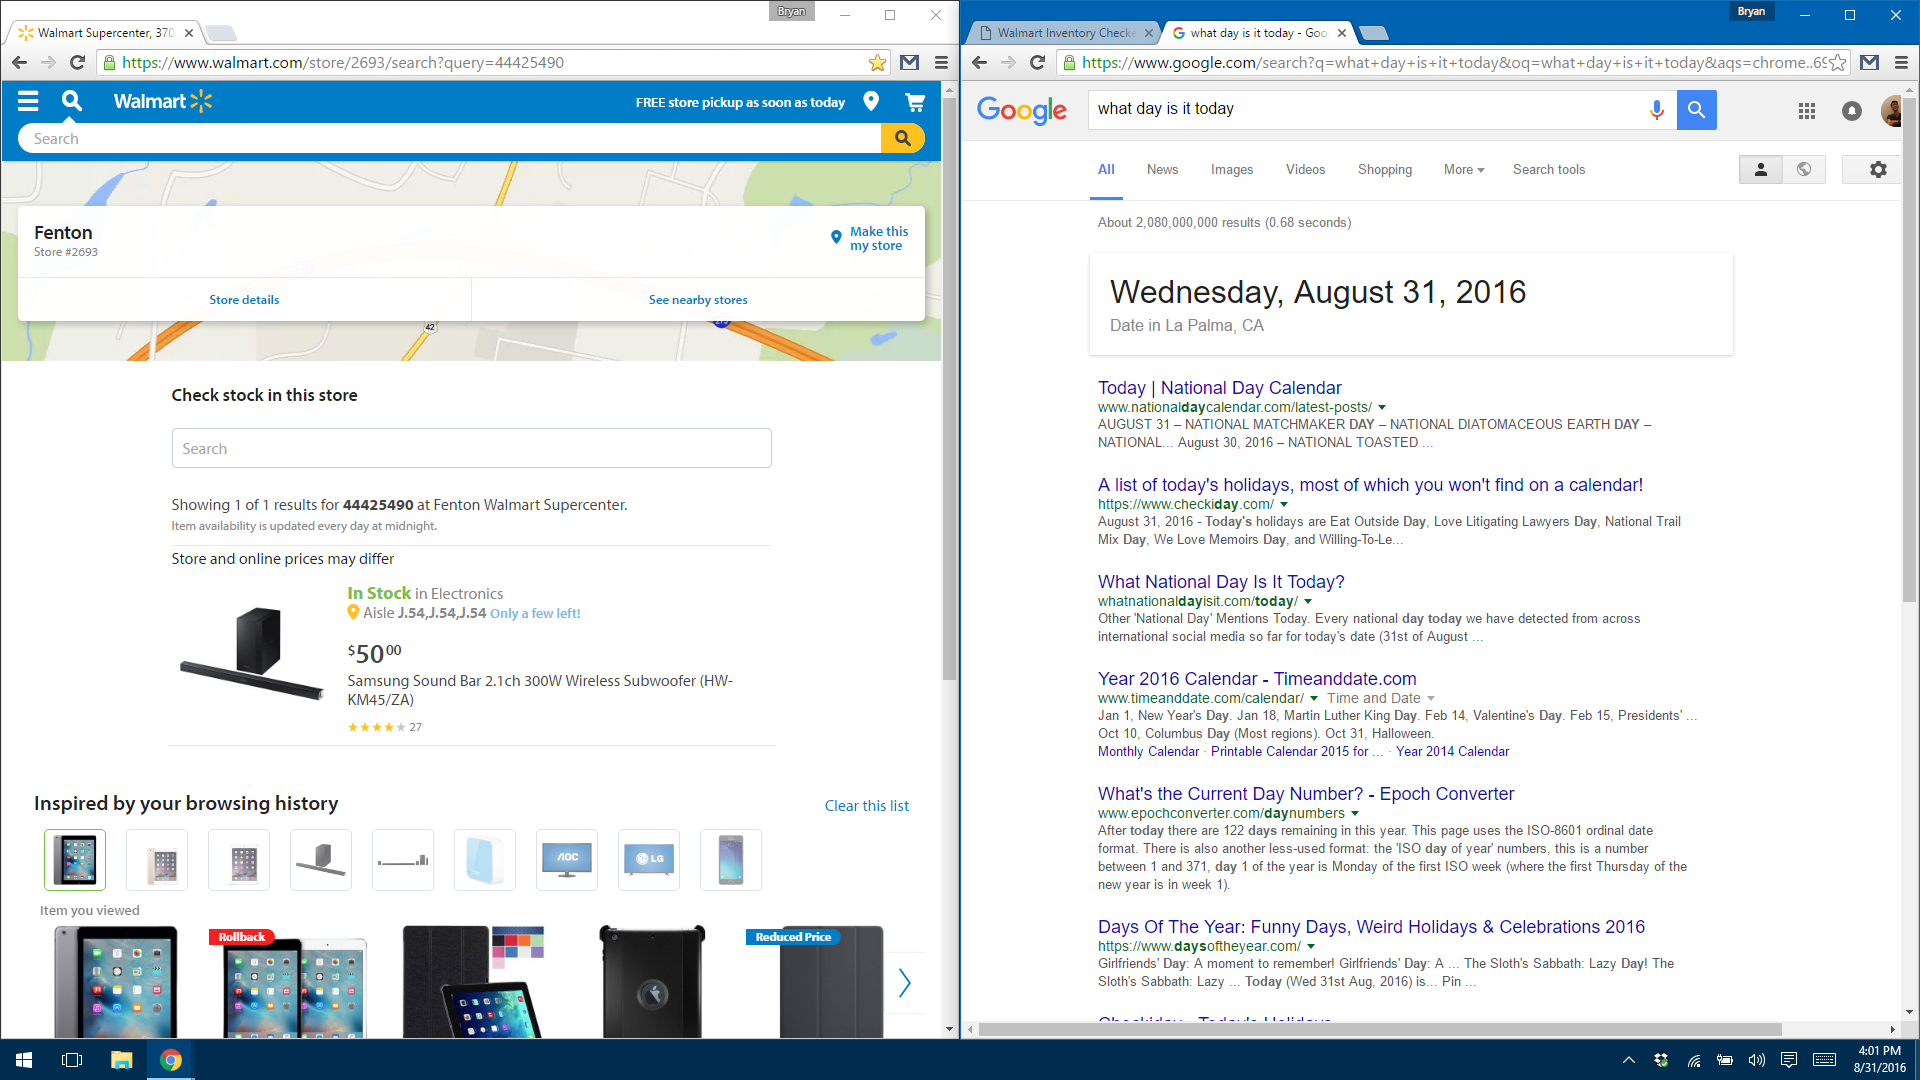 Bryan
Walmart Supercenter, 370
https://www.walmart.com/store/2693/search?query=44425490
Walmart
FREE store pickup as soon as today
Search
Fenton
Store #2693
Make this
my store
Store details
See nearby stores
42
275
Check stock in this store
Search
Showing 1 of 1 results for 44425490 at Fenton Walmart Supercenter.
Item availability is updated every day at midnight.
Store and online prices may differ
In Stock in Electronics
Aisle J.54,J.54,J.54 Only a few left!
$50 00
Samsung Sound Bar 2.1ch 300W Wireless Subwoofer (HW-
KM45/ZA)
27
Inspired by your browsing history
Clear this list
AOC
LG
Item you viewed
Rollback
Reduced Price
Bryan
Walmart Inventory Checke
what day is it today - Goo
https://www.google.com/search?q=what+day+is+it+today&oq=what+day+is+it+today&aqs=chrome..69
Google
what day is it today
All
News
Images
Videos
Shopping
More
Search tools
About 2,080,000,000 results (0.68 seconds)
Wednesday, August 31, 2016
Date in La Palma, CA
Today | National Day Calendar
www.nationaldaycalendar.com/latest-posts/
AUGUST 31 – NATIONAL MATCHMAKER DAY – NATIONAL DIATOMACEOUS EARTH DAY –
NATIONAL... August 30, 2016 – NATIONAL TOASTED ...
A list of today's holidays, most of which you won't find on a calendar!
https://www.checkiday.com/
August 31, 2016 - Today's holidays are Eat Outside Day, Love Litigating Lawyers Day, National Trail
Mix Day, We Love Memoirs Day, and Willing-To-Le...
What National Day Is It Today?
whatnationaldayisit.com/today/
Other 'National Day' Mentions Today. Every national day today we have detected from across
international social media so far for today's date (31st of August ...
Year 2016 Calendar - Timeanddate.com
www.timeanddate.com/calendar/ Time and Date
Jan 1, New Year's Day. Jan 18, Martin Luther King Day. Feb 14, Valentine's Day. Feb 15, Presidents' ...
Oct 10, Columbus Day (Most regions). Oct 31, Halloween.
Monthly Calendar · Printable Calendar 2015 for ... · Year 2014 Calendar
What's the Current Day Number? - Epoch Converter
www.epochconverter.com/daynumbers
After today there are 122 days remaining in this year. This page uses the ISO-8601 ordinal date
format. There is also another less-used format: the 'ISO day of year' numbers, this is a number
between 1 and 371, day 1 of the year is Monday of the first ISO week (where the first Thursday of the
new year is in week 1).
Days Of The Year: Funny Days, Weird Holidays & Celebrations 2016
https://www.daysoftheyear.com/
Girlfriends' Day: A moment to remember! Girlfriends' Day: A ... The Sloth's Sabbath: Lazy Day! The
Sloth's Sabbath: Lazy ... Today (Wed 31st Aug, 2016) is... Pin ...
Checkiday - Today's Holidays
4:01 PM
8/31/2016